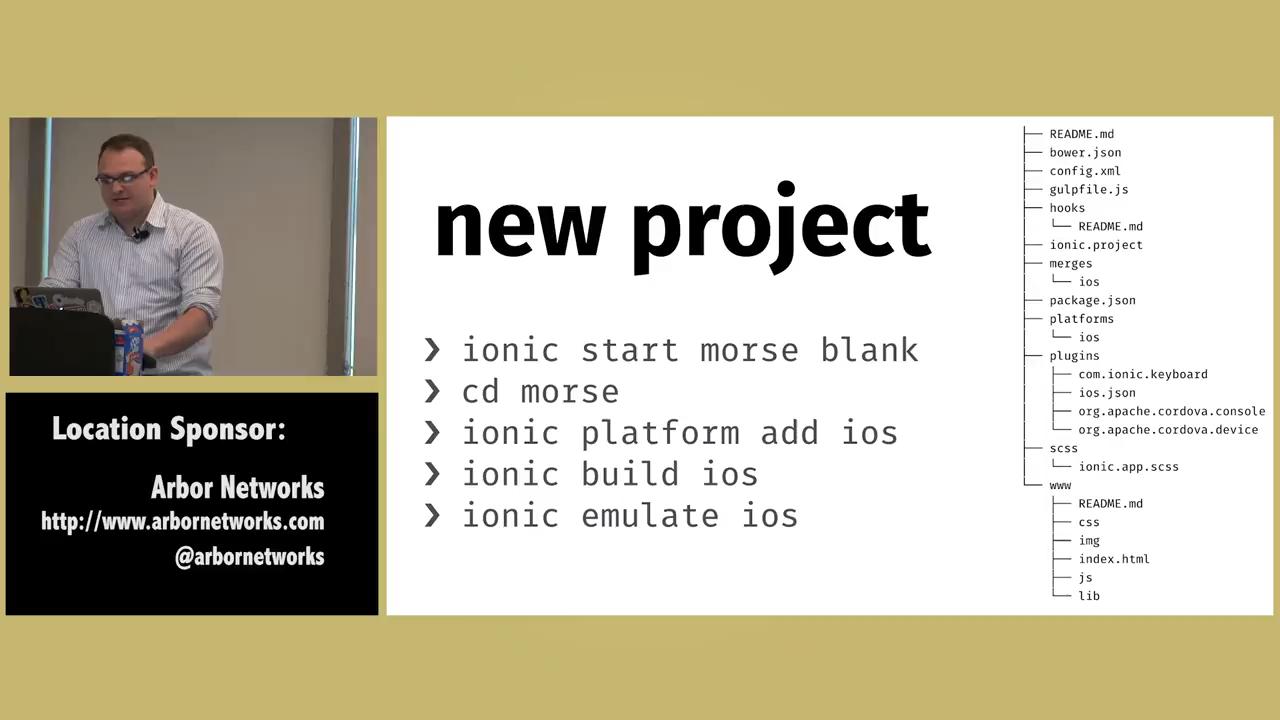 new project
❯ ionic start morse blank
❯ cd morse
❯ ionic platform add ios
❯ ionic build ios
❯ ionic emulate ios
├── README.md
├── bower.json
├── config.xml
├── gulpfile.js
├── hooks
│   └── README.md
├── ionic.project
├── merges
│   └── ios
├── package.json
├── platforms
│   └── ios
├── plugins
│   ├── com.ionic.keyboard
│   ├── ios.json
│   ├── org.apache.cordova.console
│   └── org.apache.cordova.device
├── scss
│   └── ionic.app.scss
└── www
    ├── README.md
    ├── css
    ├── img
    ├── index.html
    ├── js
    └── lib
Location Sponsor:
Arbor Networks
http://www.arbornetworks.com
@arbornetworks